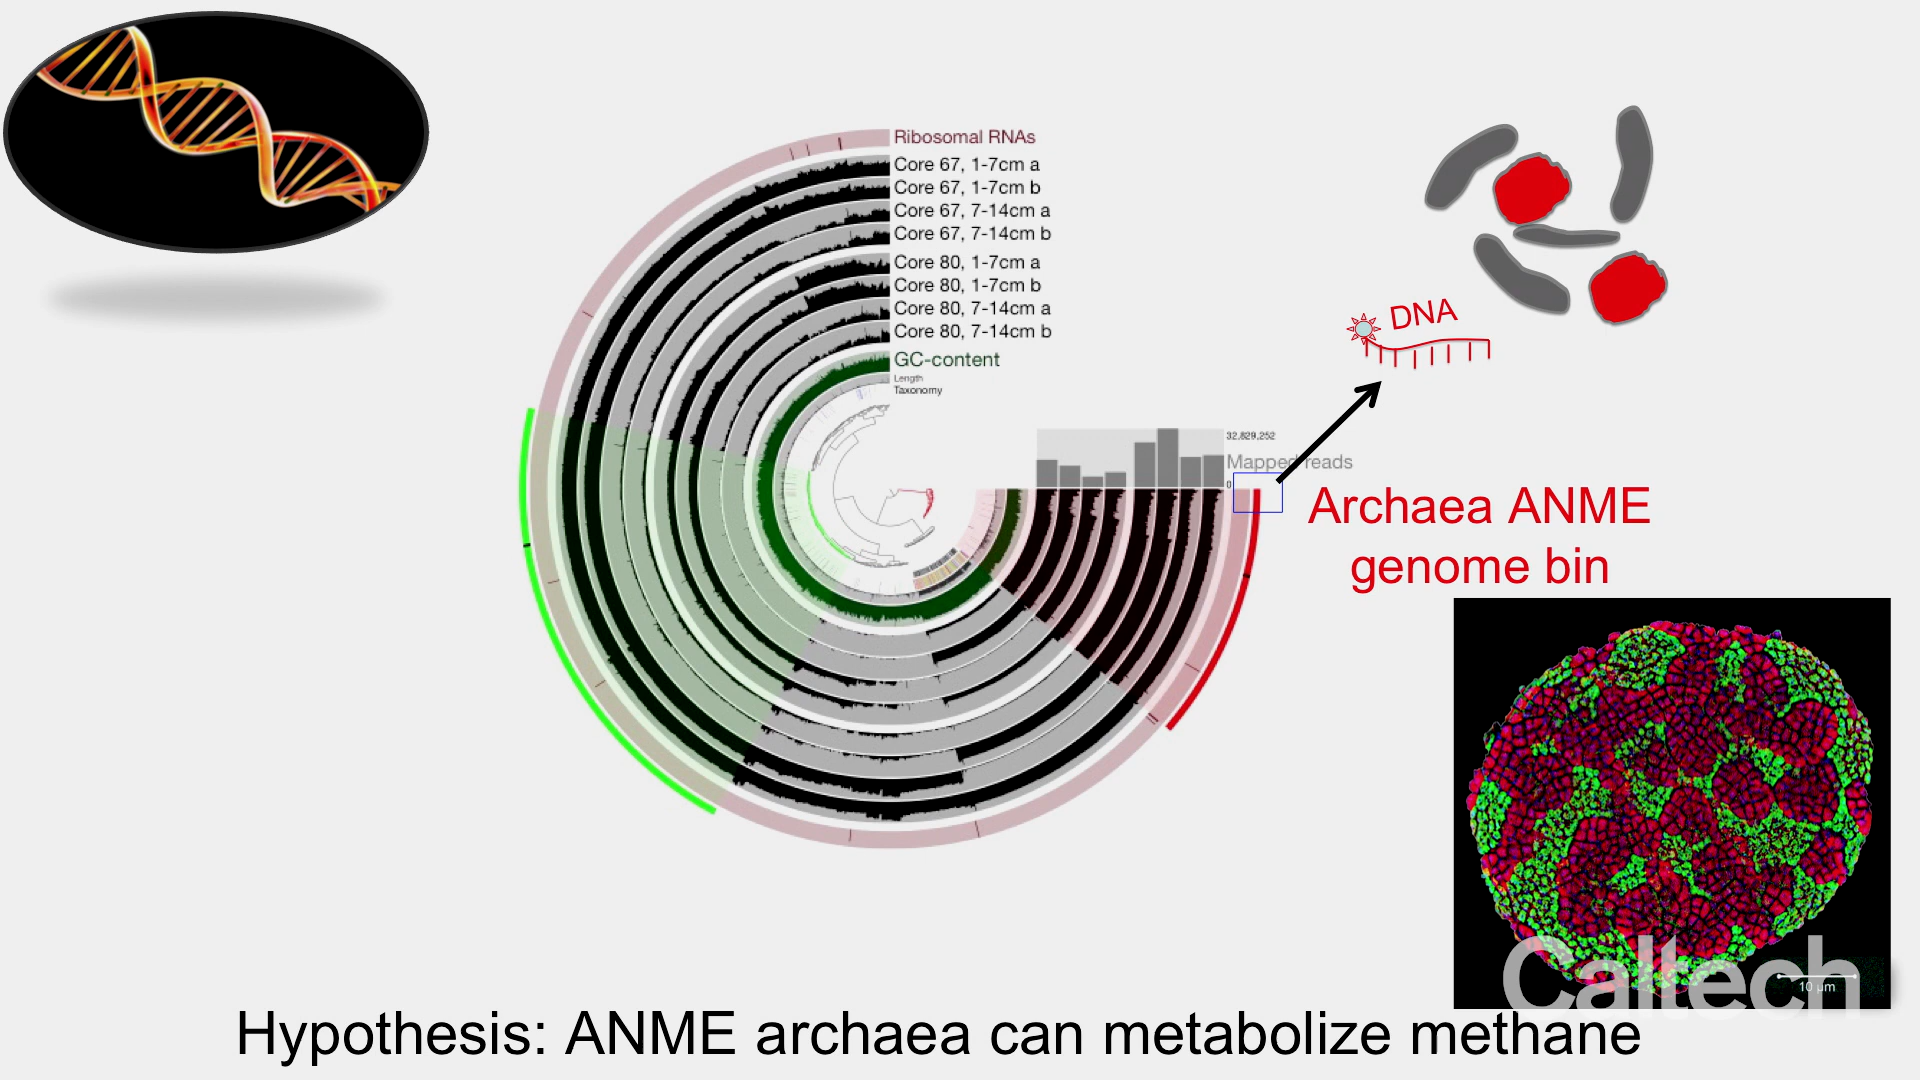 Ribosomal RNAs
Core 67, 1-7cm a
Core 67, 1-7cm b
Core 67, 7-14cm a
Core 67, 7-14cm b
Core 80, 1-7cm a
Core 80, 1-7cm b
Core 80, 7-14cm a
Core 80, 7-14cm b
GC-content
Length
Taxonomy
32,829,252
Mapped reads
0
DNA
Archaea ANME
genome bin
Caltech
10 µm
Hypothesis: ANME archaea can metabolize methane